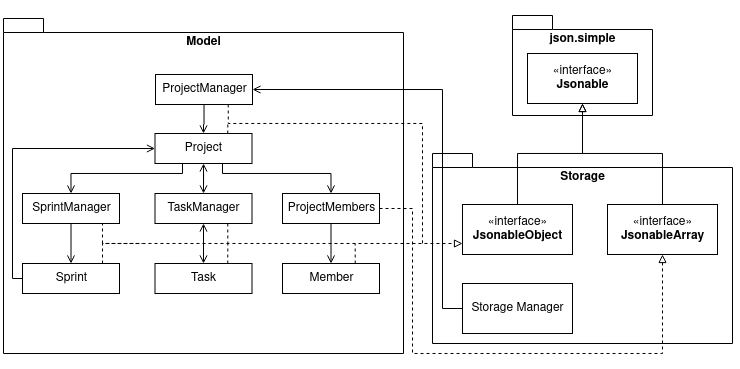 Model
ProjectManager
Project
SprintManager
TaskManager
ProjectMembers
Sprint
Task
Member
json.simple
«interface»
Jsonable
Storage
«interface»
JsonableObject
«interface»
JsonableArray
Storage Manager